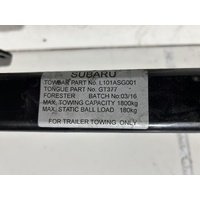 SUBARU
TOWBAR PART No. L101ASG001
TONGUE PART No: GT377
FORESTER BATCH No: 03/16
MAX. TOWING CAPACITY 1800kg
MAX. STATIC BALL LOAD 180kg
FOR TRAILER TOWING ONLY